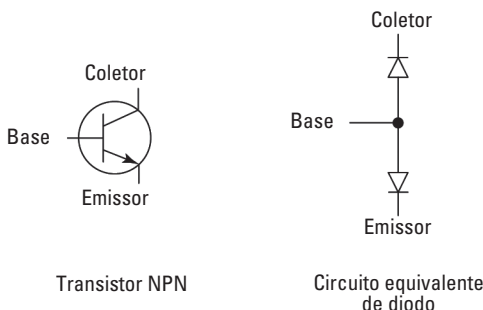 Coletor
Base
Emissor
Transistor NPN
Coletor
Base
Emissor
Circuito equivalente
de diodo